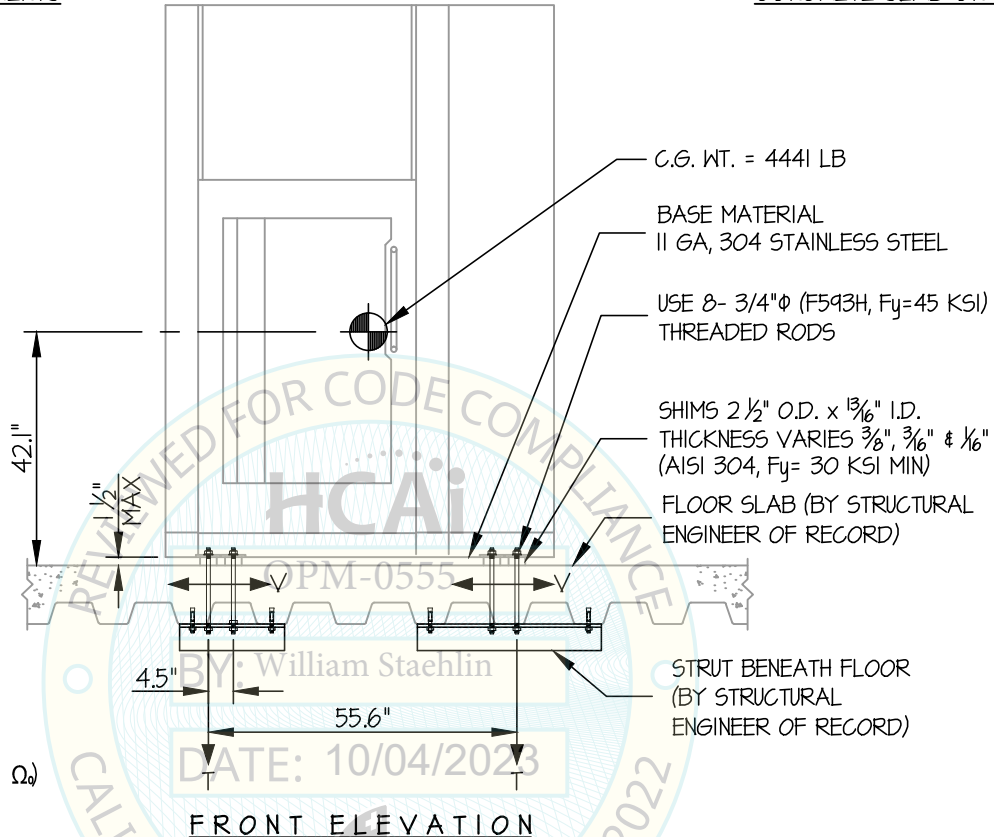 C.G. WT. = 4441 LB
BASE MATERIAL
11 GA, 304 STAINLESS STEEL
USE 8- 3/4"Φ (F593H, Fy=45 KSI)
THREADED RODS
SHIMS 2 1/2" O.D. x 13/16" I.D.
THICKNESS VARIES 3/8", 3/16" & 1/16"
(AISI 304, Fy= 30 KSI MIN)
FLOOR SLAB (BY STRUCTURAL
ENGINEER OF RECORD)
42.1"
1 1/2"
MAX
V
V
STRUT BENEATH FLOOR
(BY STRUCTURAL
ENGINEER OF RECORD)
4.5"
55.6"
T
T
Ω₀)
FRONT ELEVATION
REVIEWED FOR CODE COMPLIANCE
HCAi
OPM-0555
BY: William Staehlin
DATE: 10/04/2023
2022